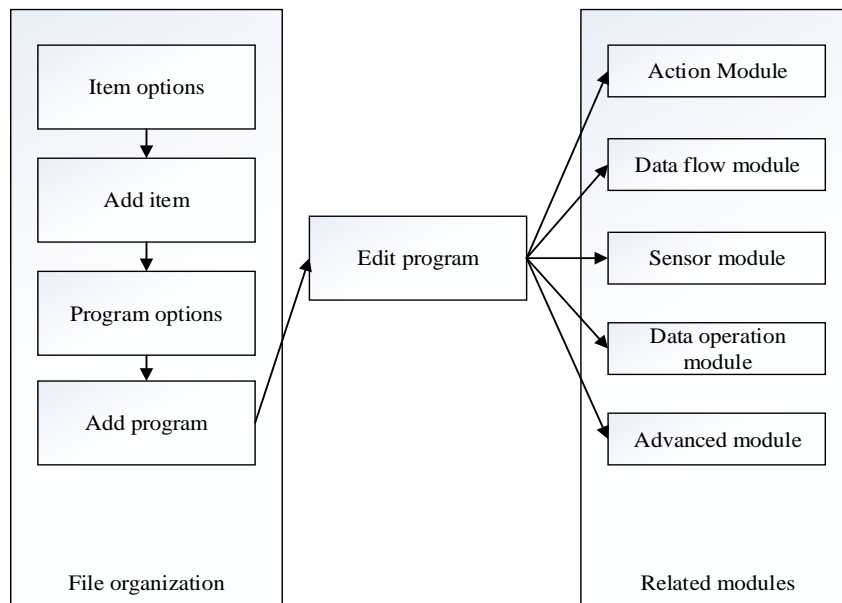 Item options
Add item
Program options
Add program
File organization
Edit program
Action Module
Data flow module
Sensor module
Data operation
module
Advanced module
Related modules